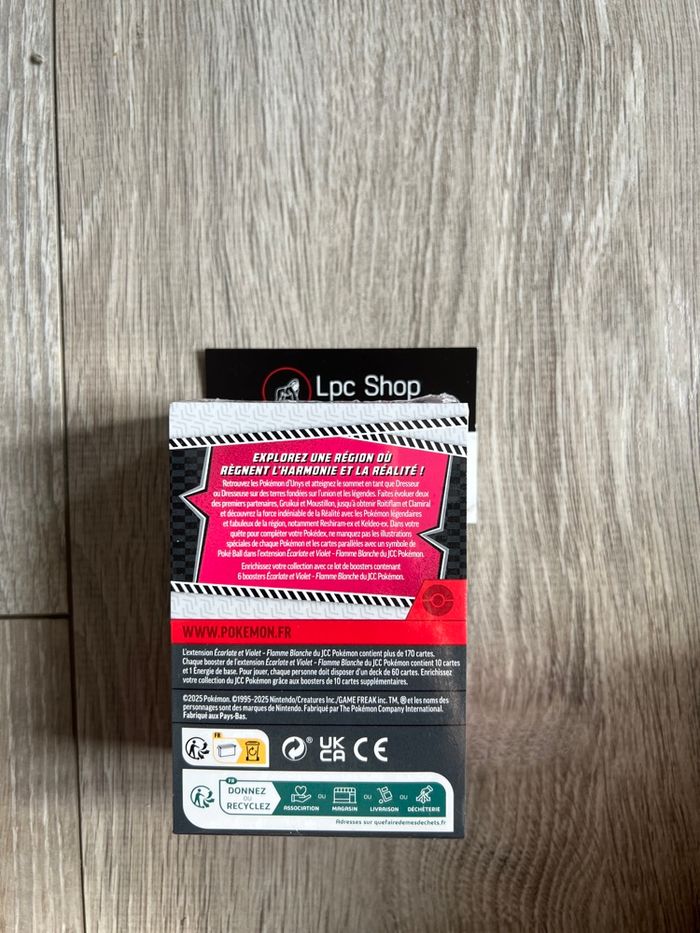 Lpc Shop
EXPLOREZ UNE RÉGION OÙ
RÈGNENT L'HARMONIE ET LA RÉALITÉ !
Retrouvez les Pokémon d'Unys et atteignez le sommet en tant que Dresseur
ou Dresseuse sur des terres fondées sur l'union et les légendes. Faites évoluer deux
des premiers partenaires, Gruikui et Moustillon, jusqu'à obtenir Roitiflam et Clamiral
et découvrez la force indéniable de la Réalité avec les Pokémon légendaires
et fabuleux de la région, notamment Reshiram-ex et Keldeo-ex. Dans votre
quête pour compléter votre Pokédex, ne manquez pas les illustrations
spéciales de chaque Pokémon et les cartes parallèles avec un symbole de
Poké Ball dans l'extension Écarlate et Violet – Flamme Blanche du JCC Pokémon.
Enrichissez votre collection avec ce lot de boosters contenant
6 boosters Écarlate et Violet – Flamme Blanche du JCC Pokémon.
WWW.POKEMON.FR
L'extension Écarlate et Violet – Flamme Blanche du JCC Pokémon contient plus de 170 cartes.
Chaque booster de l'extension Écarlate et Violet – Flamme Blanche du JCC Pokémon contient 10 cartes
et 1 Énergie de base. Pour jouer, chaque personne doit disposer d'un deck de 60 cartes. Enrichissez
votre collection du JCC Pokémon grâce aux boosters de 10 cartes supplémentaires.
©2025 Pokémon. ©1995-2025 Nintendo/Creatures Inc./GAME FREAK inc. TM, ® et les noms des
personnages sont des marques de Nintendo. Fabriqué par The Pokémon Company International.
Fabriqué aux Pays-Bas.
FR
® UK CA CE
FR
DONNEZ
OU
RECYCLEZ
ASSOCIATION OU MAGASIN OU LIVRAISON OU DÉCHÈTERIE
Adresses sur quefairedemesdechets.fr